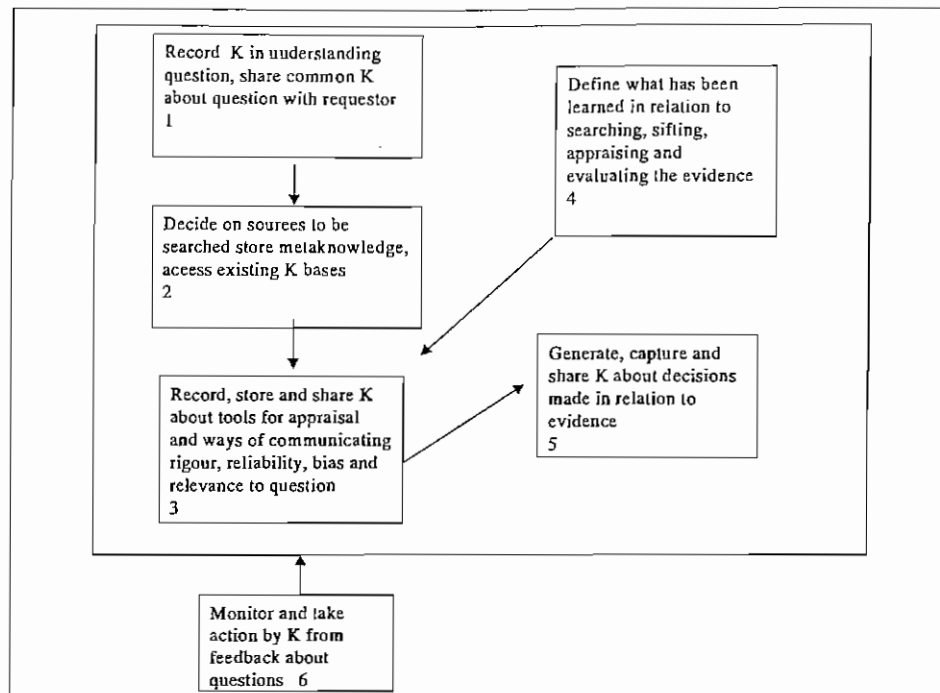 Record K in uuderstanding
question, share common K
about question with requestor
1
Decide on sourees to be
searched store metaknowledge,
aceess existing K bases
2
Record, store and share K
about tools for appraisal
and ways of communicating
rigour, reliability, bias and
relevance to question
3
Define what has been
learned in relation to
searching, sifting,
appraising and
evaluating the evidence
4
Generate, capture and
share K about decisions
made in relation to
evidence
5
Monitor and take
action by K from
feedback about
questions 6